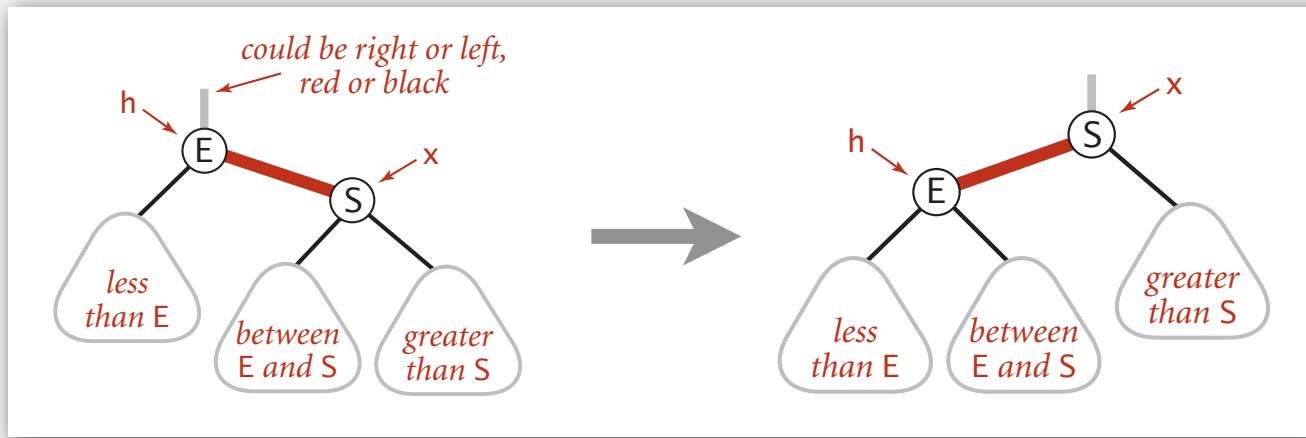 could be right or left,
red or black
h
E
x
S
less
than E
between
E and S
greater
than S
x
S
h
E
greater
than S
less
than E
between
E and S